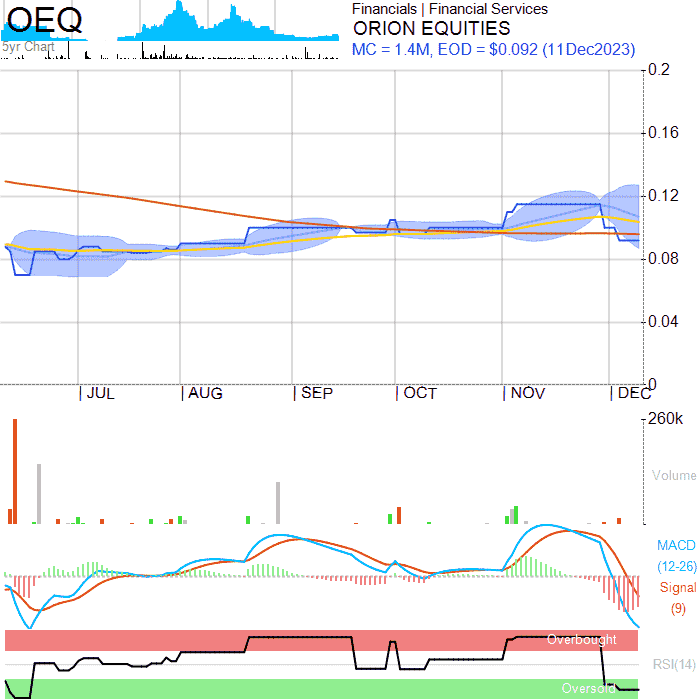 OEQ
5yr Chart
Financials | Financial Services
ORION EQUITIES
MC = 1.4M, EOD = $0.092 (11Dec2023)
0.2
0.16
0.12
0.08
0.04
0
JUL AUG SEP OCT NOV DEC
260k
Volume
MACD
(12-26)
Signal
(9)
Overbought
RSI(14)
Oversold